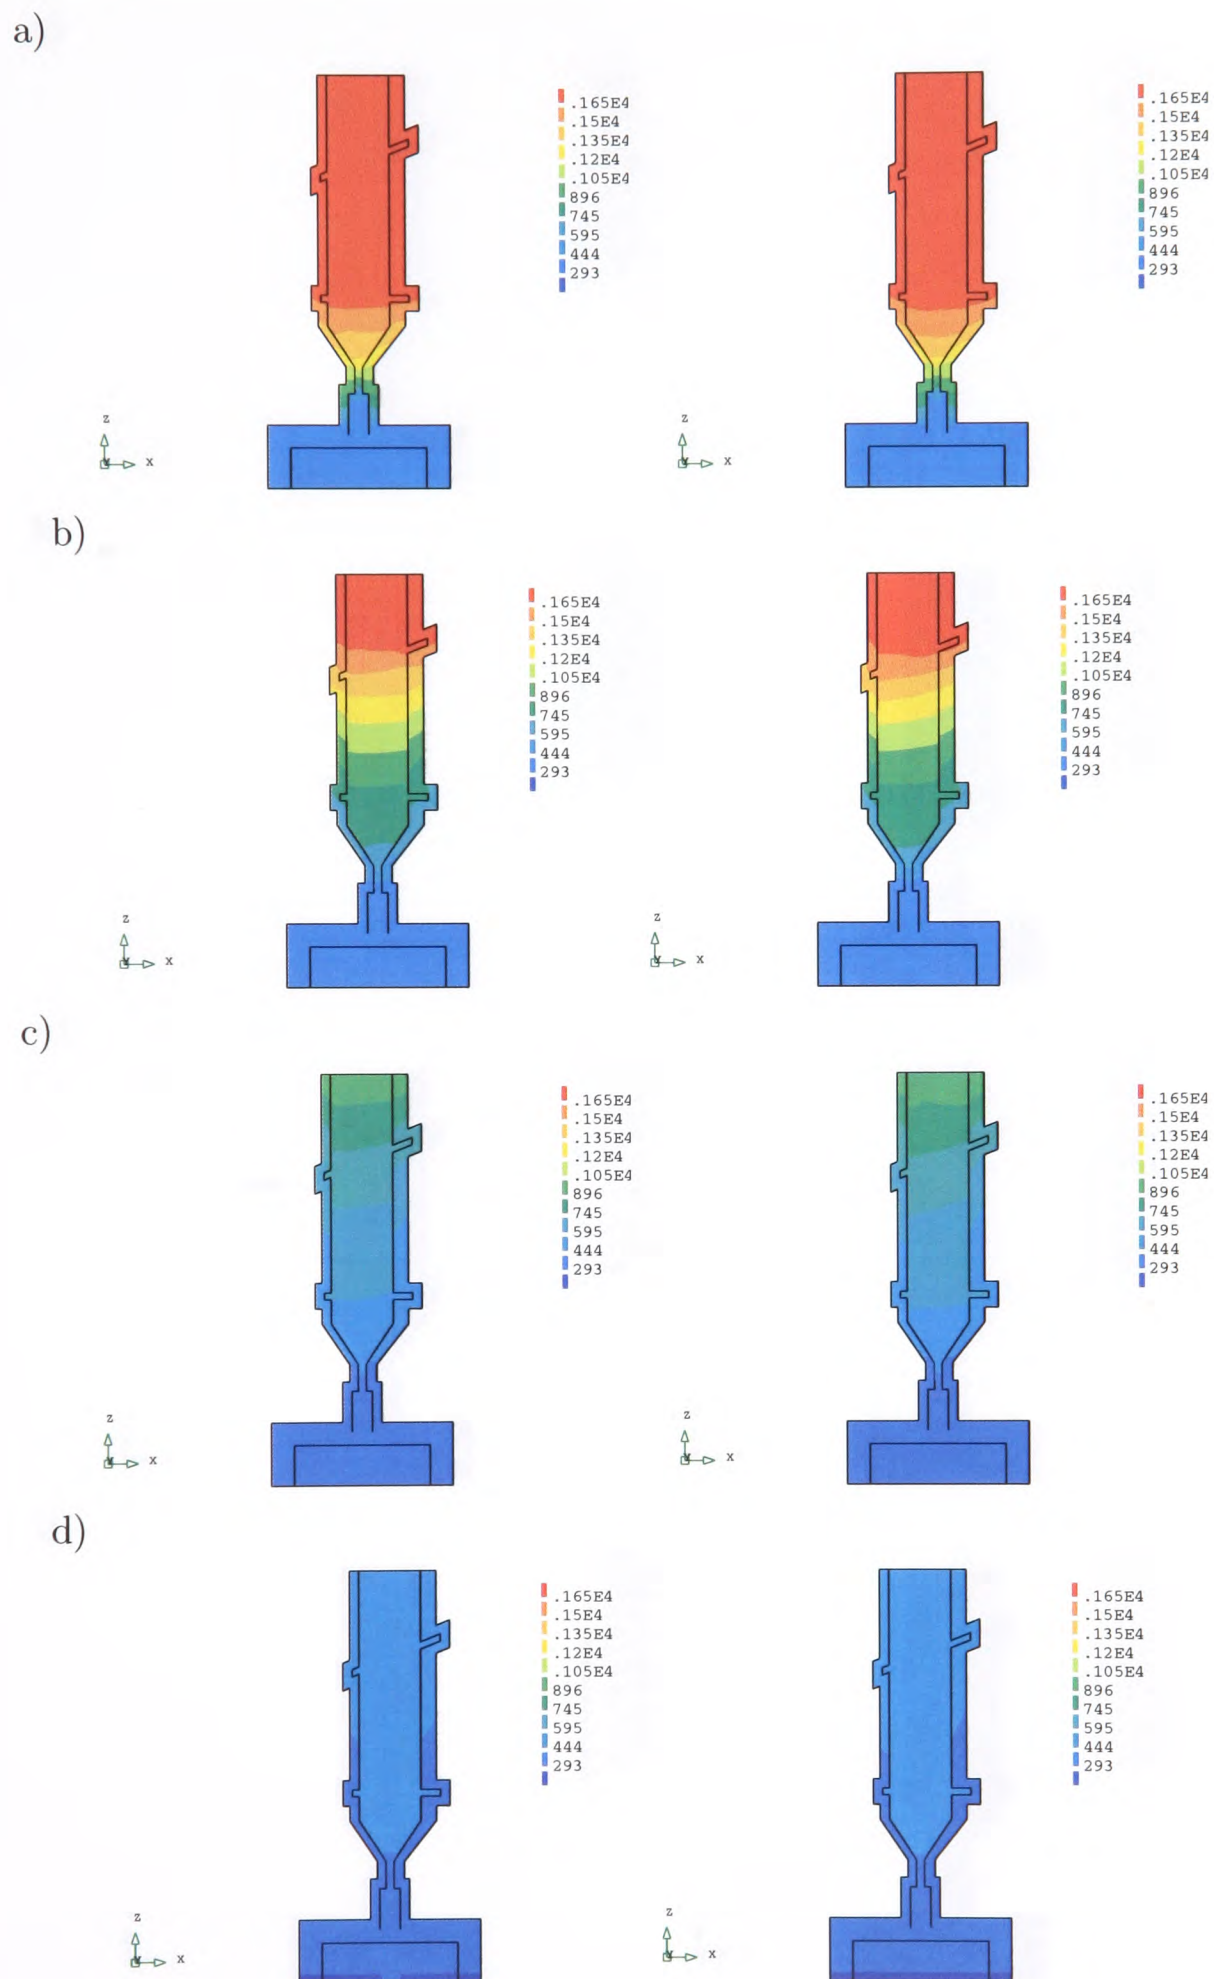 a)
.165E4
.15E4
.135E4
.12E4
.105E4
896
745
595
444
293
z
x
.165E4
.15E4
.135E4
.12E4
.105E4
896
745
595
444
293
z
x
b)
.165E4
.15E4
.135E4
.12E4
.105E4
896
745
595
444
293
z
x
.165E4
.15E4
.135E4
.12E4
.105E4
896
745
595
444
293
z
x
c)
.165E4
.15E4
.135E4
.12E4
.105E4
896
745
595
444
293
z
x
.165E4
.15E4
.135E4
.12E4
.105E4
896
745
595
444
293
z
x
d)
.165E4
.15E4
.135E4
.12E4
.105E4
896
745
595
444
293
z
x
.165E4
.15E4
.135E4
.12E4
.105E4
896
745
595
444
293
z
x